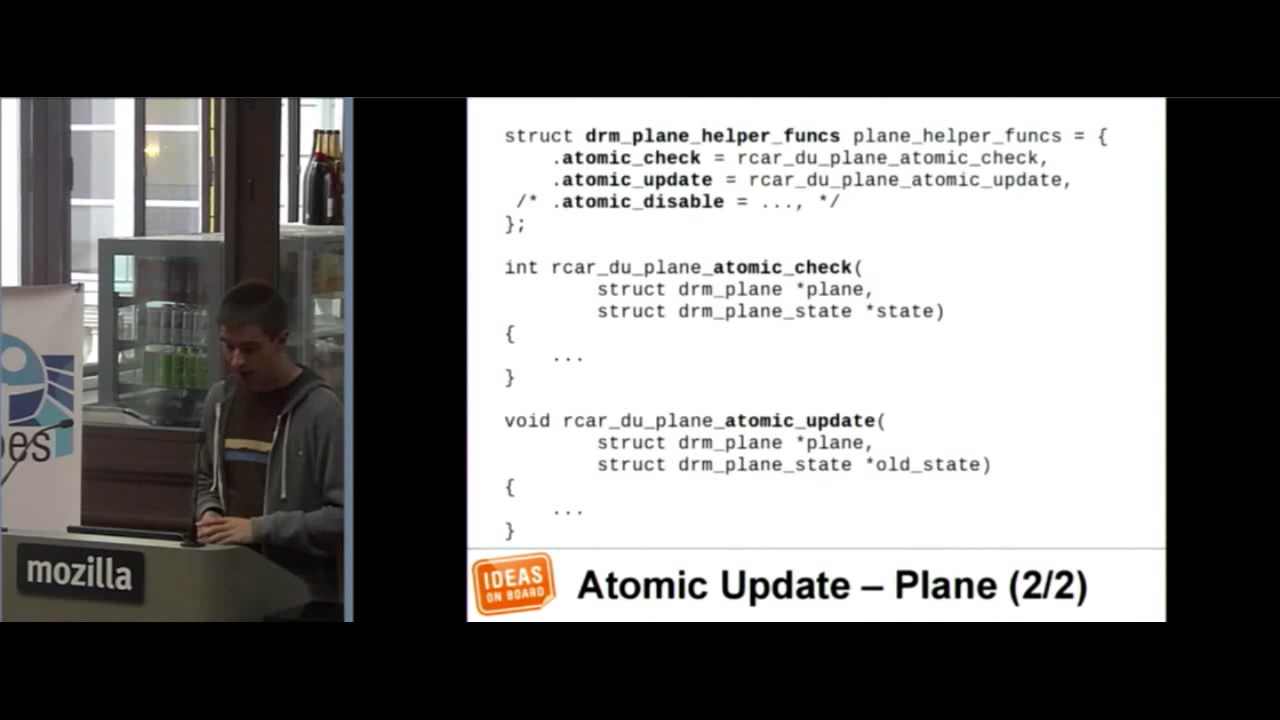 struct drm_plane_helper_funcs plane_helper_funcs = {
    .atomic_check = rcar_du_plane_atomic_check,
    .atomic_update = rcar_du_plane_atomic_update,
 /* .atomic_disable = ..., */
};
int rcar_du_plane_atomic_check(
        struct drm_plane *plane,
        struct drm_plane_state *state)
{
    ...
}
void rcar_du_plane_atomic_update(
        struct drm_plane *plane,
        struct drm_plane_state *old_state)
{
    ...
}
IDEAS
ON BOARD
Atomic Update – Plane (2/2)
mozilla